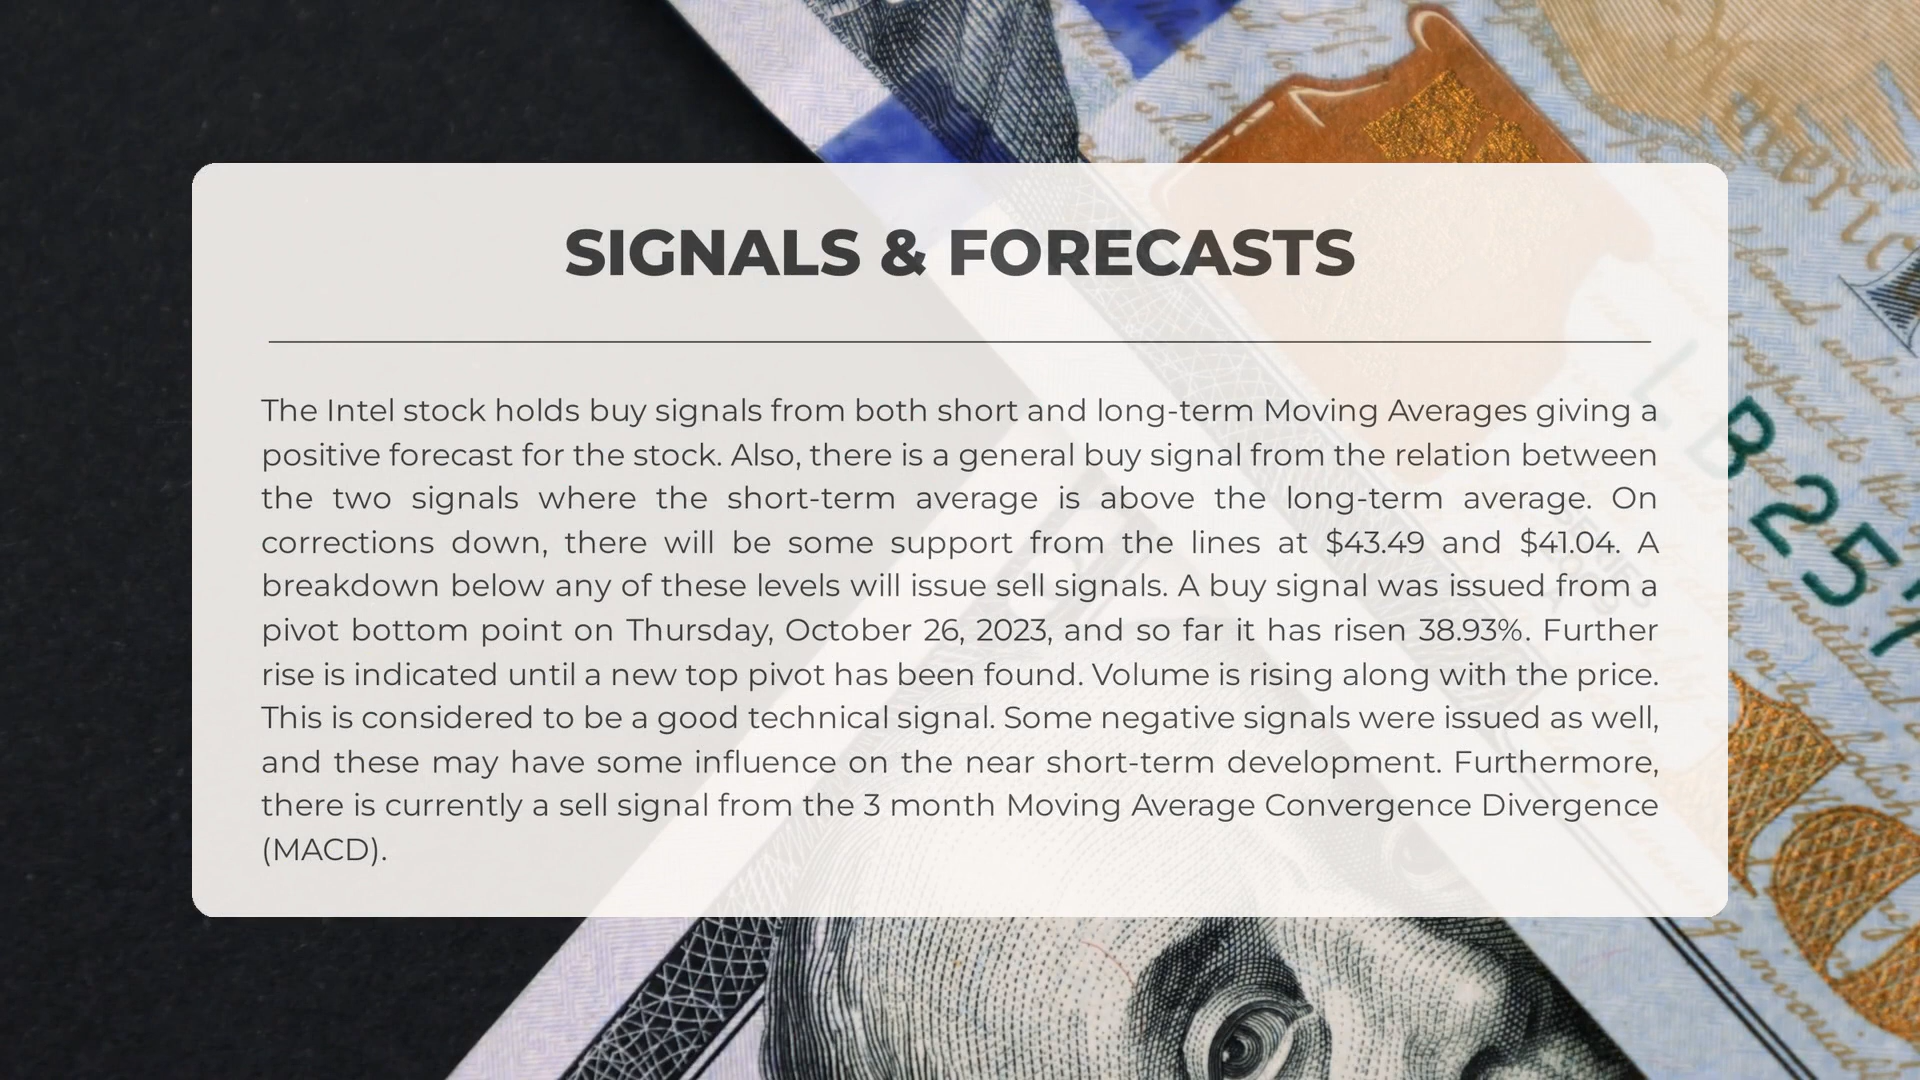 SIGNALS & FORECASTS
The Intel stock holds buy signals from both short and long-term Moving Averages giving a
positive forecast for the stock. Also, there is a general buy signal from the relation between
the two signals where the short-term average is above the long-term average. On
corrections down, there will be some support from the lines at $43.49 and $41.04. A
breakdown below any of these levels will issue sell signals. A buy signal was issued from a
pivot bottom point on Thursday, October 26, 2023, and so far it has risen 38.93%. Further
rise is indicated until a new top pivot has been found. Volume is rising along with the price.
This is considered to be a good technical signal. Some negative signals were issued as well,
and these may have some influence on the near short-term development. Furthermore,
there is currently a sell signal from the 3 month Moving Average Convergence Divergence
(MACD).
LB25